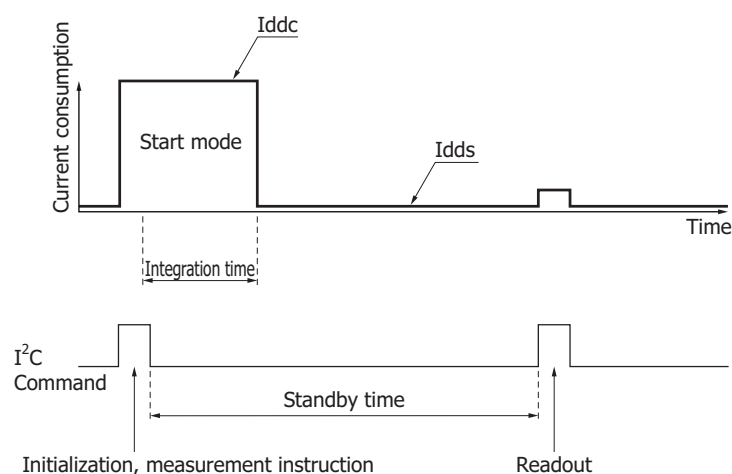 Iddc
Current consumption
Start mode
Idds
Time
Integration time
I²C
Command
Standby time
Initialization, measurement instruction
Readout